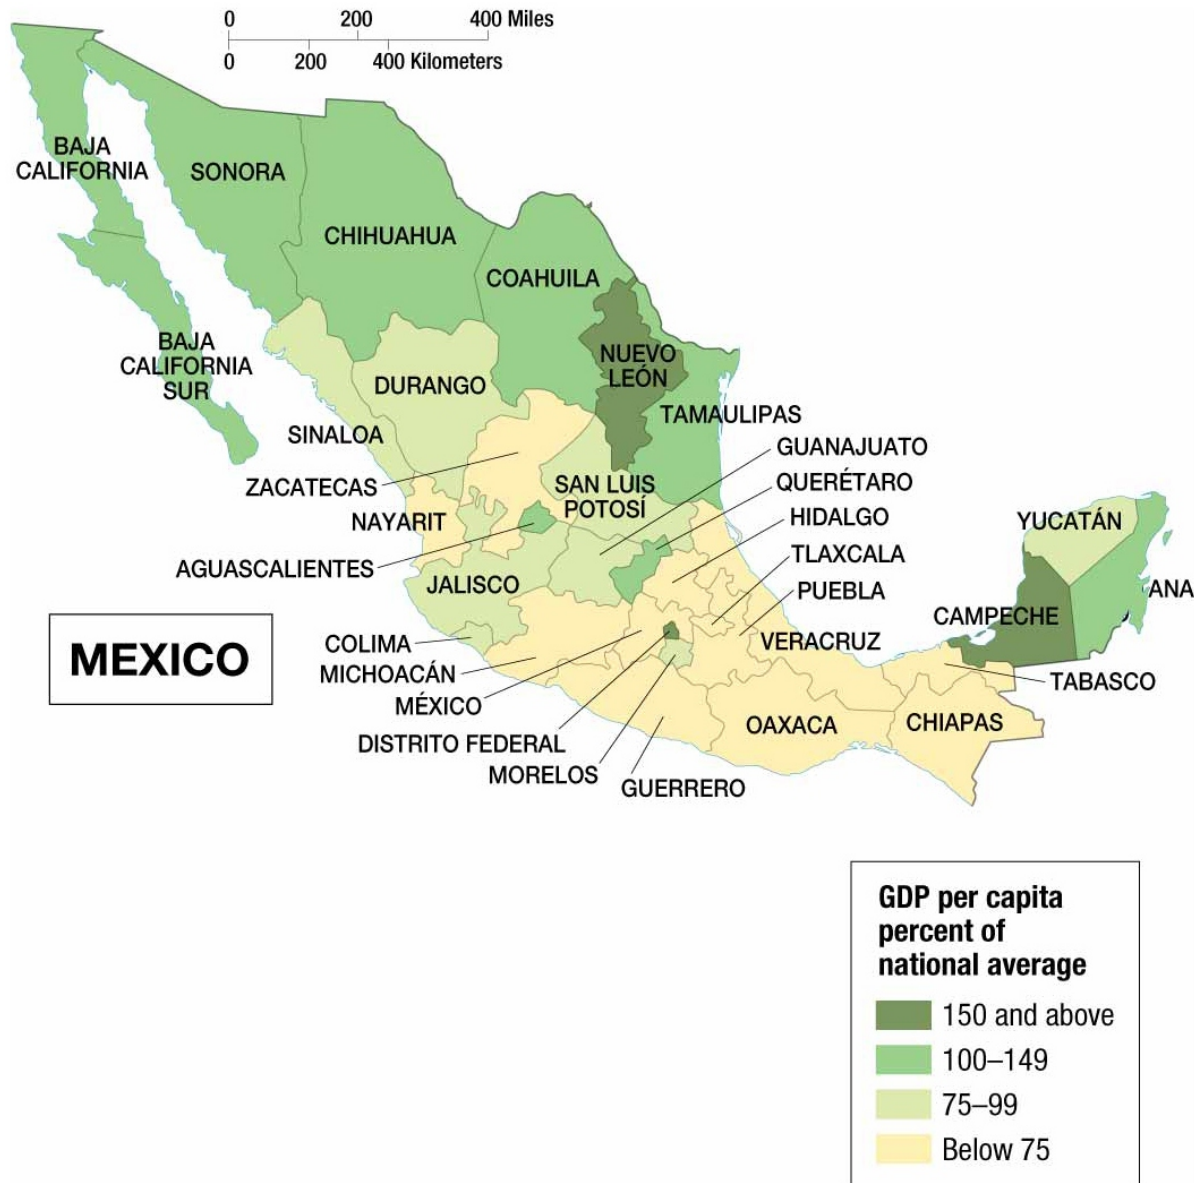 0 200 400 Miles
0 200 400 Kilometers
BAJA
CALIFORNIA
SONORA
CHIHUAHUA
COAHUILA
BAJA
CALIFORNIA
SUR
NUEVO
LEÓN
DURANGO
TAMAULIPAS
SINALOA
GUANAJUATO
ZACATECAS
SAN LUIS
POTOSÍ
QUERÉTARO
NAYARIT
HIDALGO
YUCATÁN
AGUASCALIENTES
TLAXCALA
JALISCO
PUEBLA
ANA
CAMPECHE
COLIMA
VERACRUZ
MEXICO
MICHOACÁN
TABASCO
MÉXICO
DISTRITO FEDERAL
OAXACA
CHIAPAS
MORELOS
GUERRERO
GDP per capita
percent of
national average
150 and above
100–149
75–99
Below 75